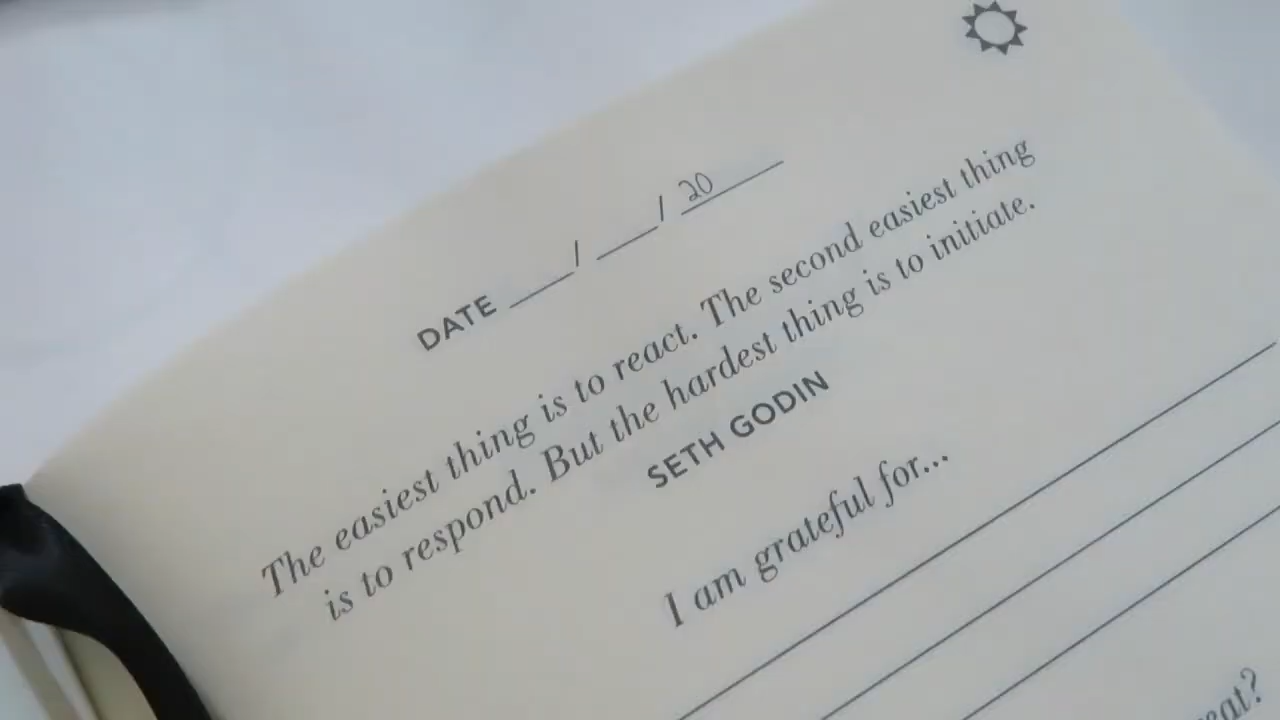 DATE ___/ ___/ 20___
The easiest thing is to react. The second easiest thing
is to respond. But the hardest thing is to initiate.
SETH GODIN
I am grateful for...